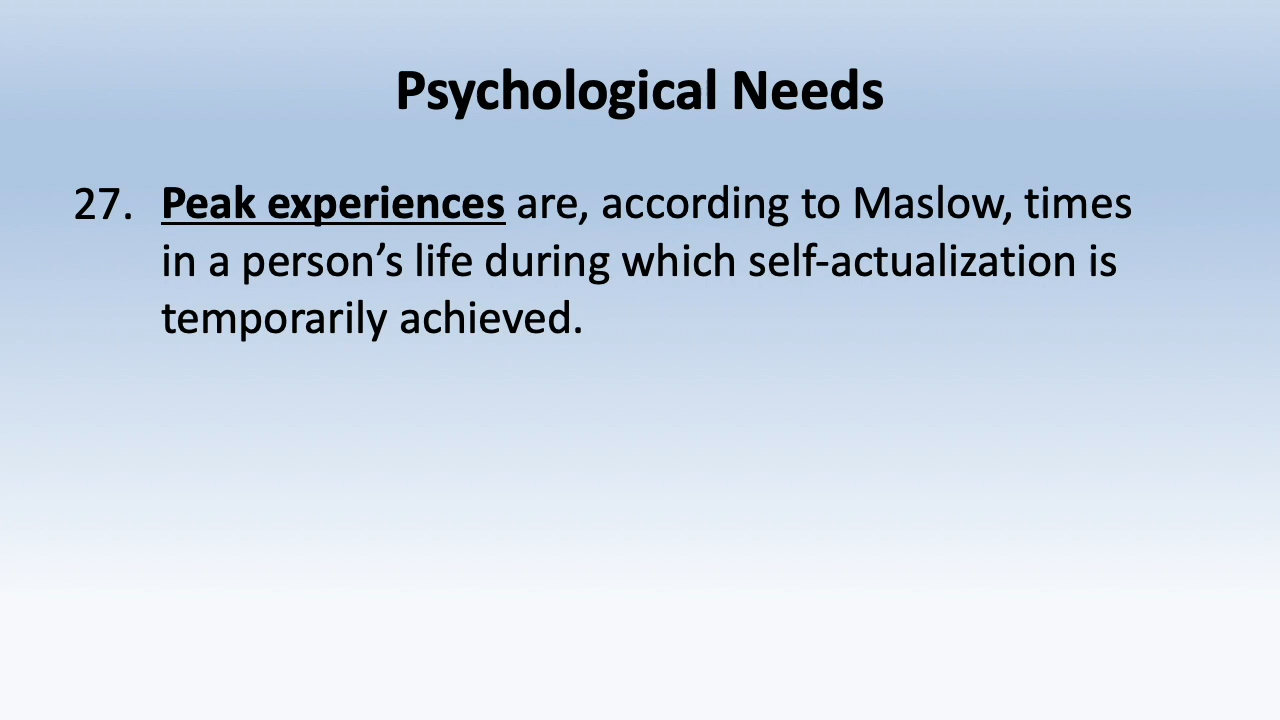 Psychological Needs
27. Peak experiences are, according to Maslow, times
in a person’s life during which self-actualization is
temporarily achieved.